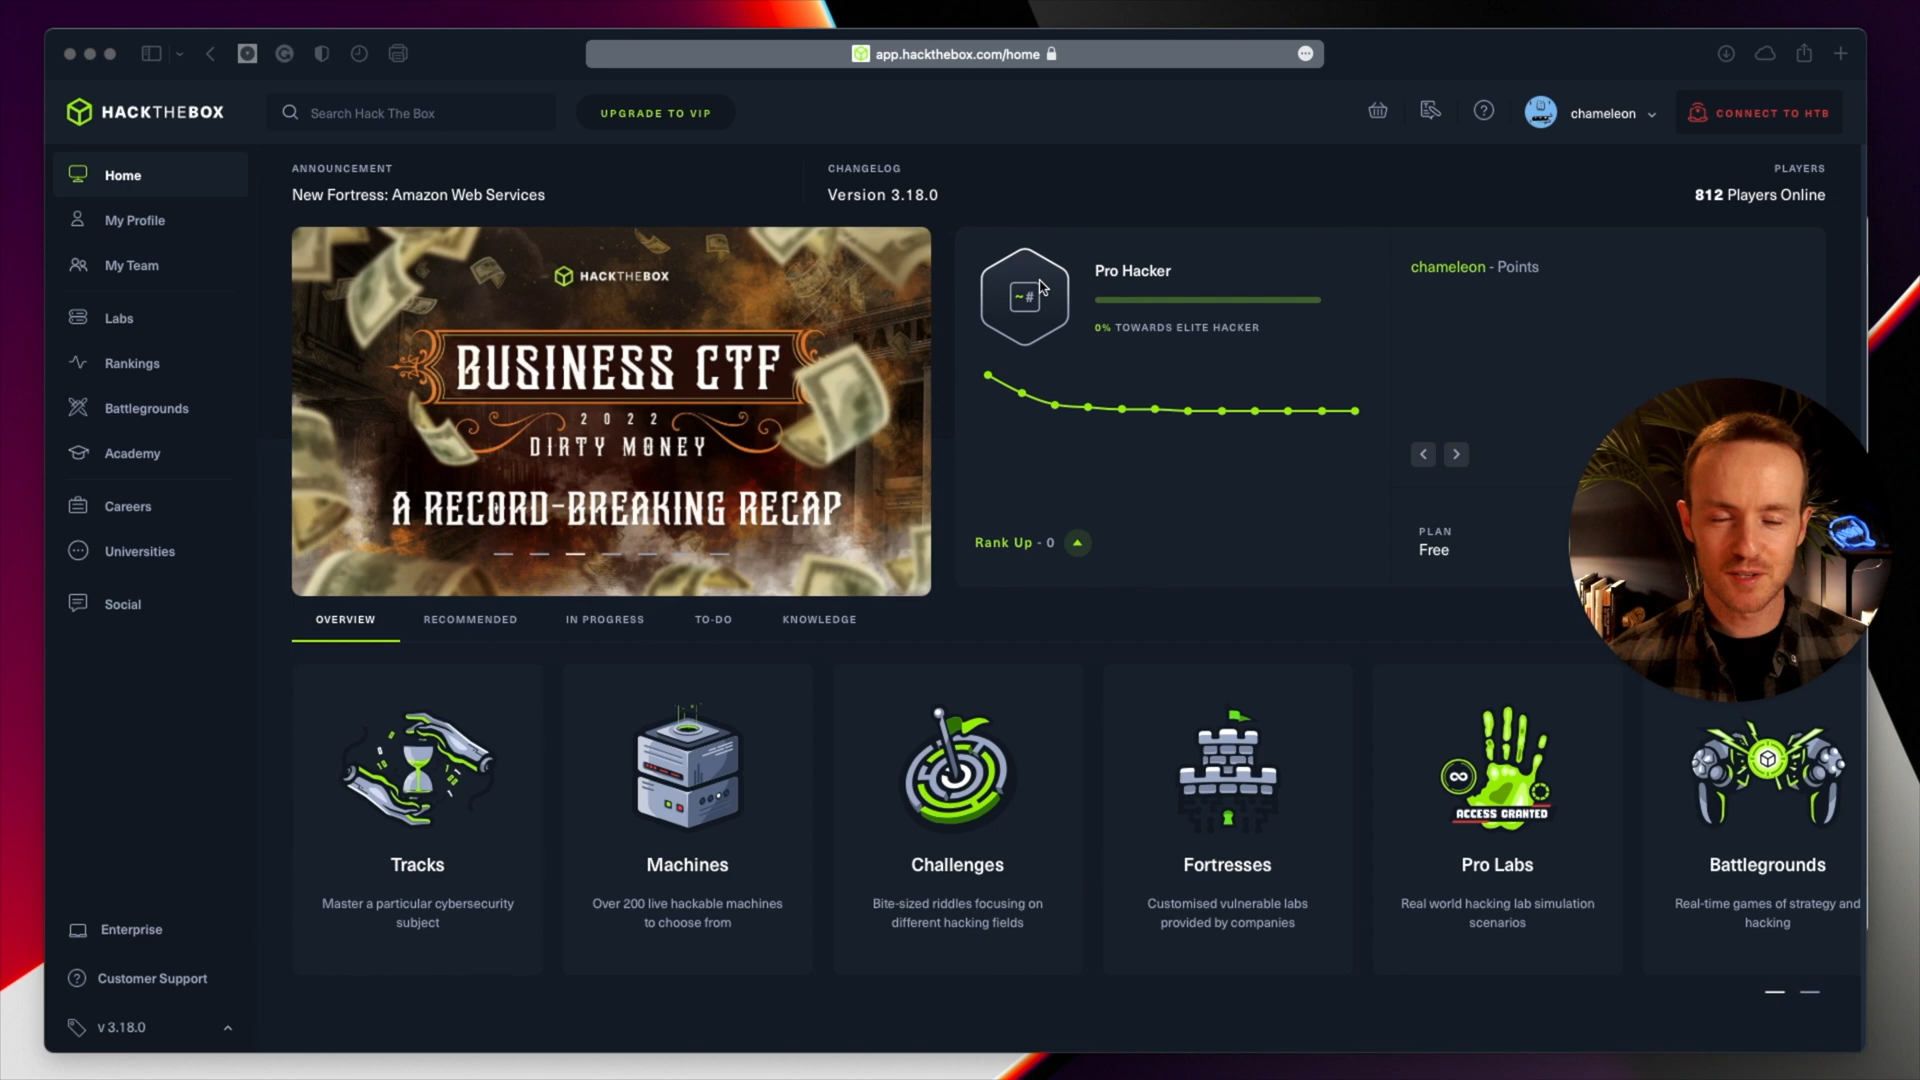 app.hackthebox.com/home
HACKTHEBOX
Search Hack The Box
UPGRADE TO VIP
chameleon
CONNECT TO HTB
Home
My Profile
My Team
Labs
Rankings
Battlegrounds
Academy
Careers
Universities
Social
Enterprise
Customer Support
v 3.18.0
ANNOUNCEMENT
New Fortress: Amazon Web Services
CHANGELOG
Version 3.18.0
PLAYERS
812 Players Online
HACKTHEBOX
BUSINESS CTF
2022
DIRTY MONEY
A RECORD-BREAKING RECAP
~#
Pro Hacker
0% TOWARDS ELITE HACKER
Rank Up - 0
chameleon - Points
PLAN
Free
OVERVIEW
RECOMMENDED
IN PROGRESS
TO-DO
KNOWLEDGE
Tracks
Master a particular cybersecurity
subject
Machines
Over 200 live hackable machines
to choose from
Challenges
Bite-sized riddles focusing on
different hacking fields
Fortresses
Customised vulnerable labs
provided by companies
ACCESS GRANTED
Pro Labs
Real world hacking lab simulation
scenarios
Battlegrounds
Real-time games of strategy and
hacking